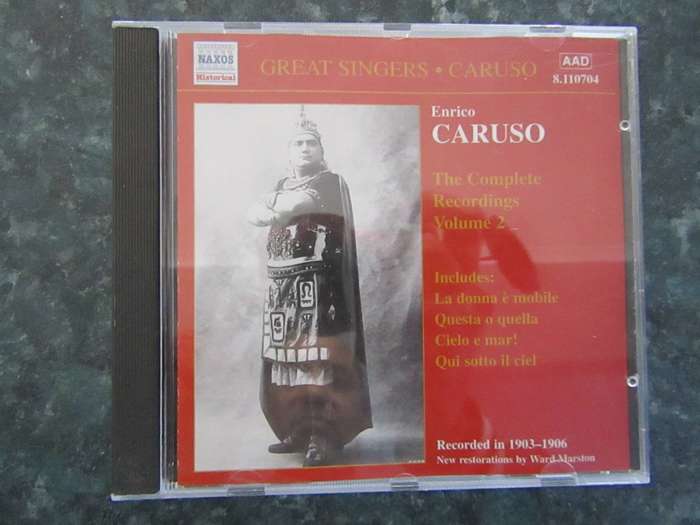 NAXOS
Historical
GREAT SINGERS • CARUSO
AAD
8.110704
Enrico
CARUSO
The Complete
Recordings
Volume 2
Includes:
La donna è mobile
Questa o quella
Cielo e mar!
Qui sotto il ciel
Recorded in 1903–1906
New restorations by Ward Marston